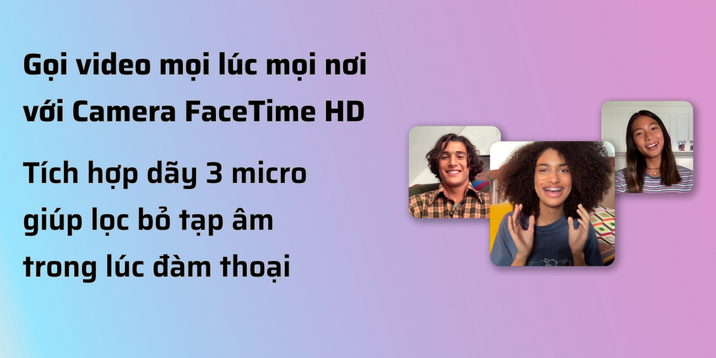 Gọi video mọi lúc mọi nơi
với Camera FaceTime HD
Tích hợp dãy 3 micro
giúp lọc bỏ tạp âm
trong lúc đàm thoại